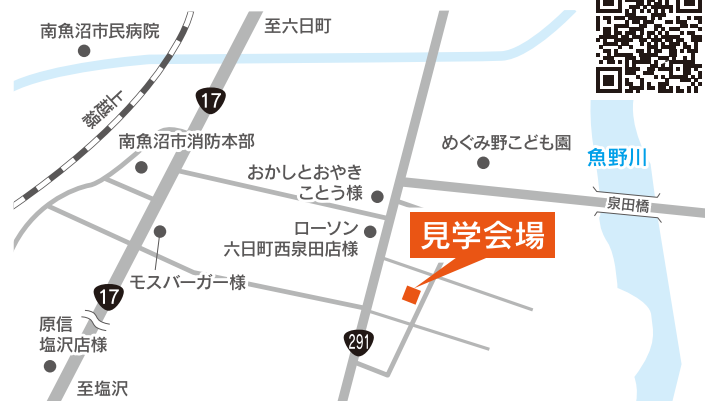 南魚沼市民病院
至六日町
上越線
17
南魚沼市消防本部
めぐみ野こども園
魚野川
おかしとおやき
ことう様
泉田橋
ローソン
六日町西泉田店様
見学会場
モスバーガー様
17
原信
塩沢店様
291
至塩沢